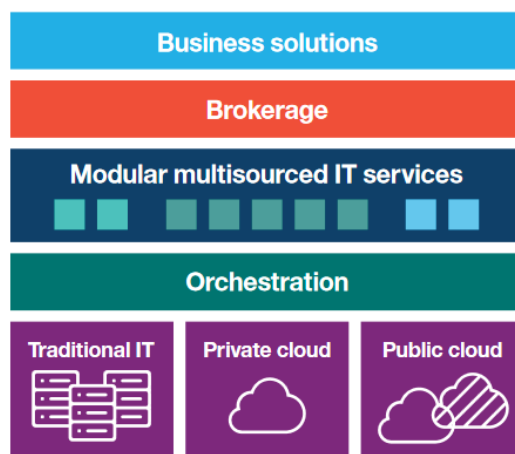 Business solutions
Brokerage
Modular multisourced IT services
Orchestration
Traditional IT
Private cloud
Public cloud